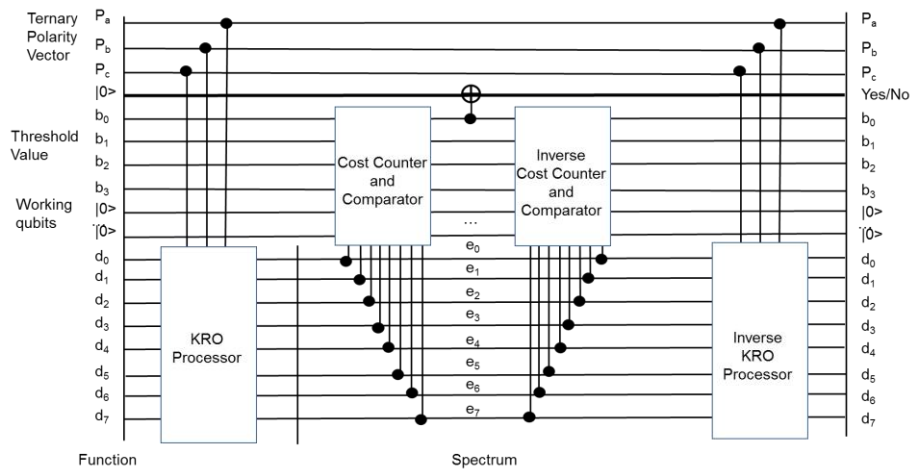 Ternary
Polarity
Vector
Pa
Pb
Pc
|0>
b0
Threshold
Value
b1
b2
b3
Working
qubits
|0>
|0>
d0
d1
d2
d3
d4
d5
d6
d7
KRO
Processor
Cost Counter
and
Comparator
Inverse
Cost Counter
and
Comparator
...
e0
e1
e2
e3
e4
e5
e6
e7
Inverse
KRO
Processor
Pa
Pb
Pc
Yes/No
b0
b1
b2
b3
|0>
|0>
d0
d1
d2
d3
d4
d5
d6
d7
Function
Spectrum